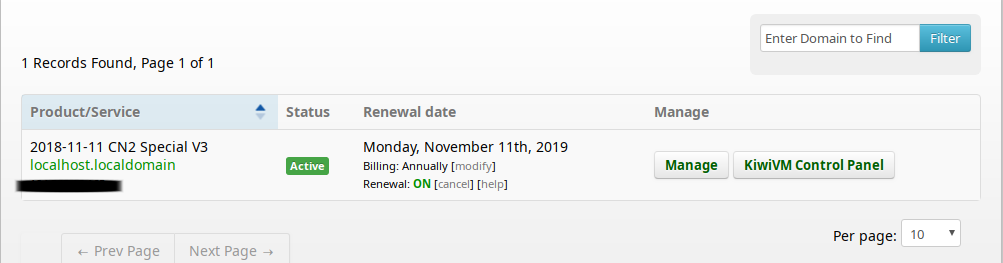 Enter Domain to Find Filter
1 Records Found, Page 1 of 1
Product/Service Status Renewal date Manage
2018-11-11 CN2 Special V3 Monday, November 11th, 2019
localhost.localdomain Active Billing: Annually [modify] Manage KiwiVM Control Panel
Renewal: ON [cancel] [help]
Per page: 10
← Prev Page Next Page →